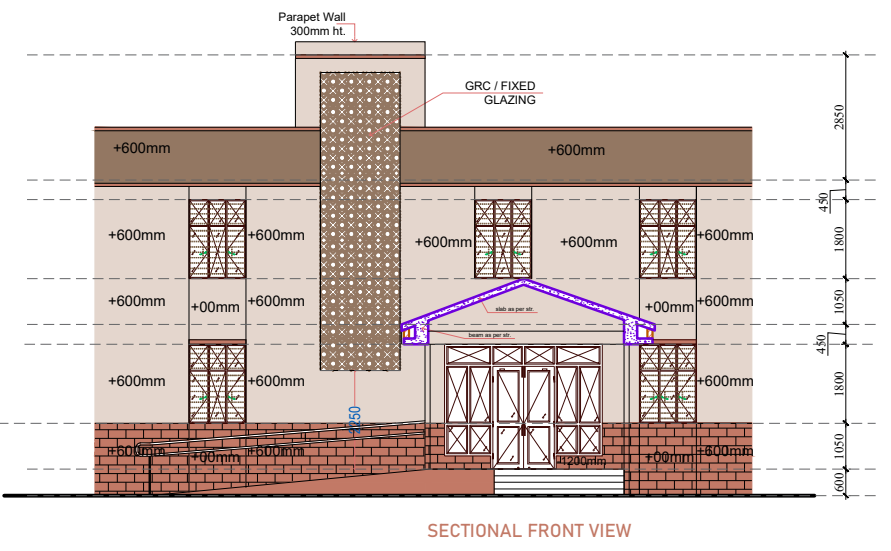 Parapet Wall
300mm ht.
GRC / FIXED
GLAZING
2850
+600mm
+600mm
450
+600mm
+600mm
+600mm
+600mm
+600mm
1800
+600mm
+00mm
+600mm
slab as per str.
+00mm
+600mm
1050
beam as per str.
450
+600mm
+600mm
+600mm
1800
2250
+600mm
+00mm
+600mm
1200mm
+00mm
+600mm
1050
600
SECTIONAL FRONT VIEW